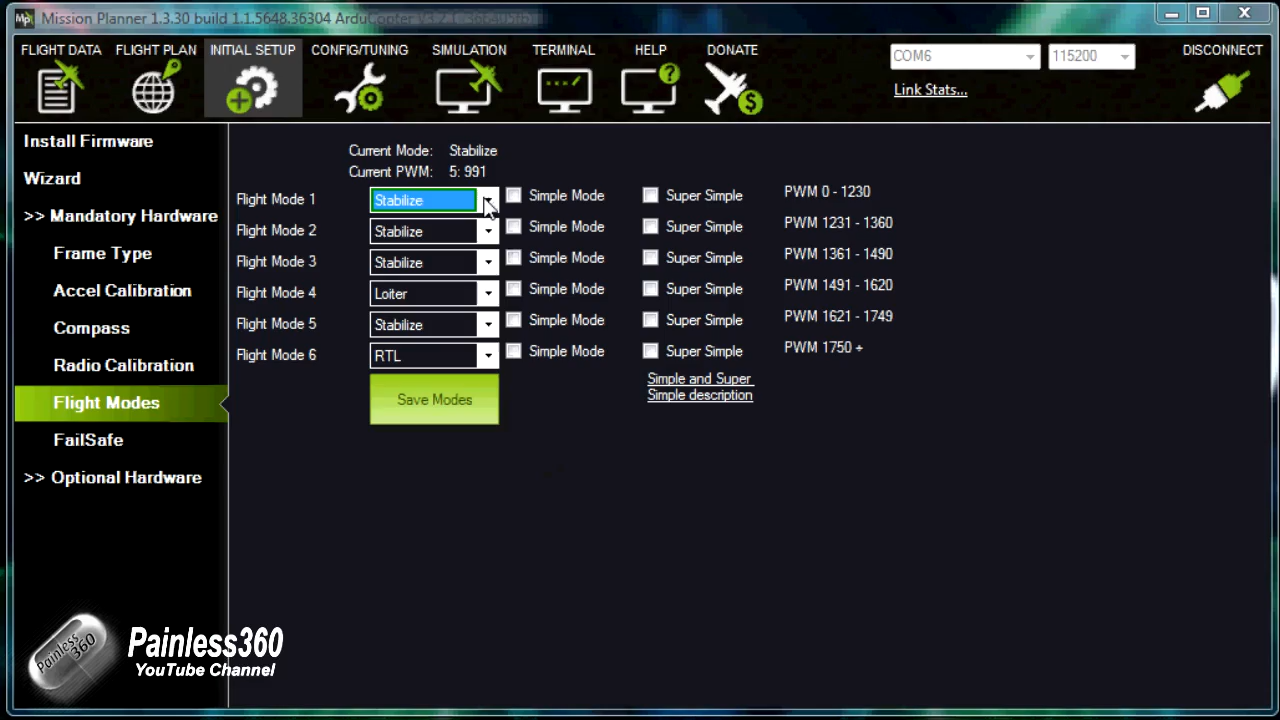 Mission Planner 1.3.30 build 1.1.5648.36304 ArduCopter
FLIGHT DATA FLIGHT PLAN INITIAL SETUP CONFIG/TUNING SIMULATION TERMINAL HELP DONATE COM6 115200 DISCONNECT
Link Stats...
Install Firmware
Wizard
>> Mandatory Hardware
Frame Type
Accel Calibration
Compass
Radio Calibration
Flight Modes
FailSafe
>> Optional Hardware
Current Mode: Stabilize
Current PWM: 5: 991
Flight Mode 1 Stabilize Simple Mode Super Simple PWM 0 - 1230
Flight Mode 2 Stabilize Simple Mode Super Simple PWM 1231 - 1360
Flight Mode 3 Stabilize Simple Mode Super Simple PWM 1361 - 1490
Flight Mode 4 Loiter Simple Mode Super Simple PWM 1491 - 1620
Flight Mode 5 Stabilize Simple Mode Super Simple PWM 1621 - 1749
Flight Mode 6 RTL Simple Mode Super Simple PWM 1750 +
Save Modes
Simple and Super
Simple description
Painless360
Painless360
YouTube Channel